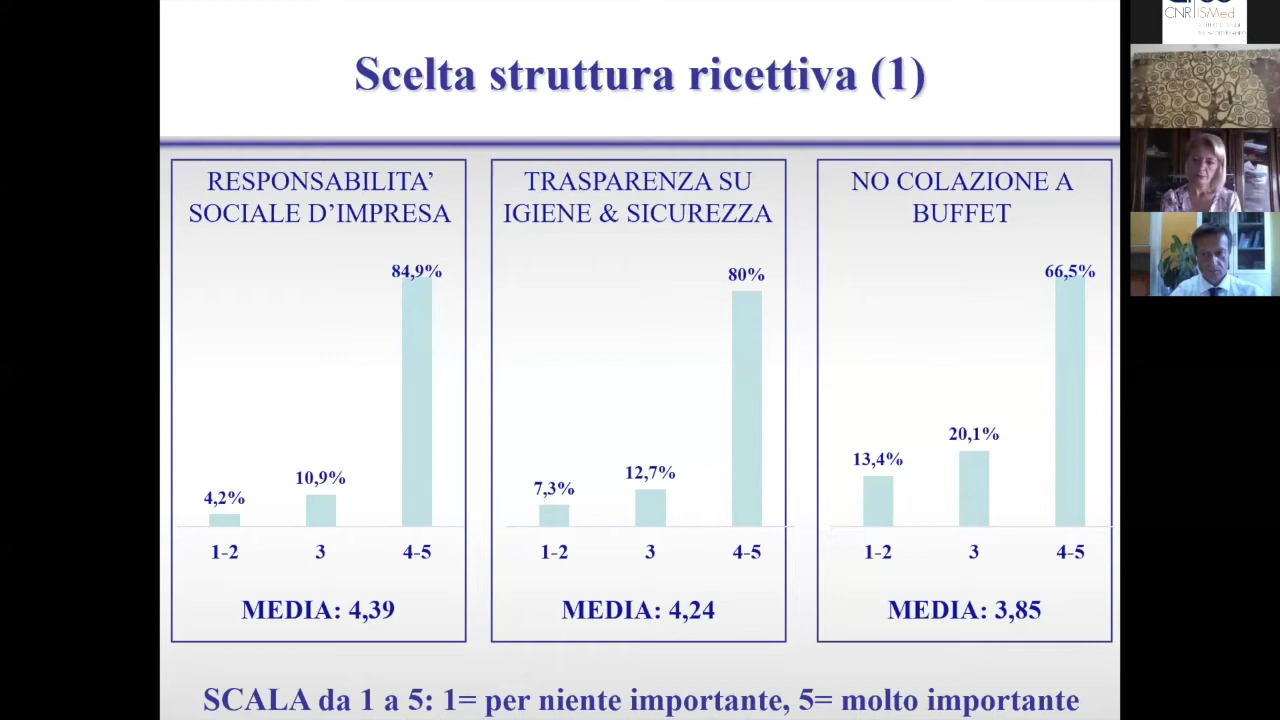 Scelta struttura ricettiva (1)
RESPONSABILITA’
SOCIALE D’IMPRESA
84,9%
10,9%
4,2%
1-2 3 4-5
MEDIA: 4,39
TRASPARENZA SU
IGIENE & SICUREZZA
80%
12,7%
7,3%
1-2 3 4-5
MEDIA: 4,24
NO COLAZIONE A
BUFFET
66,5%
20,1%
13,4%
1-2 3 4-5
MEDIA: 3,85
SCALA da 1 a 5: 1= per niente importante, 5= molto importante
CNR ISMed